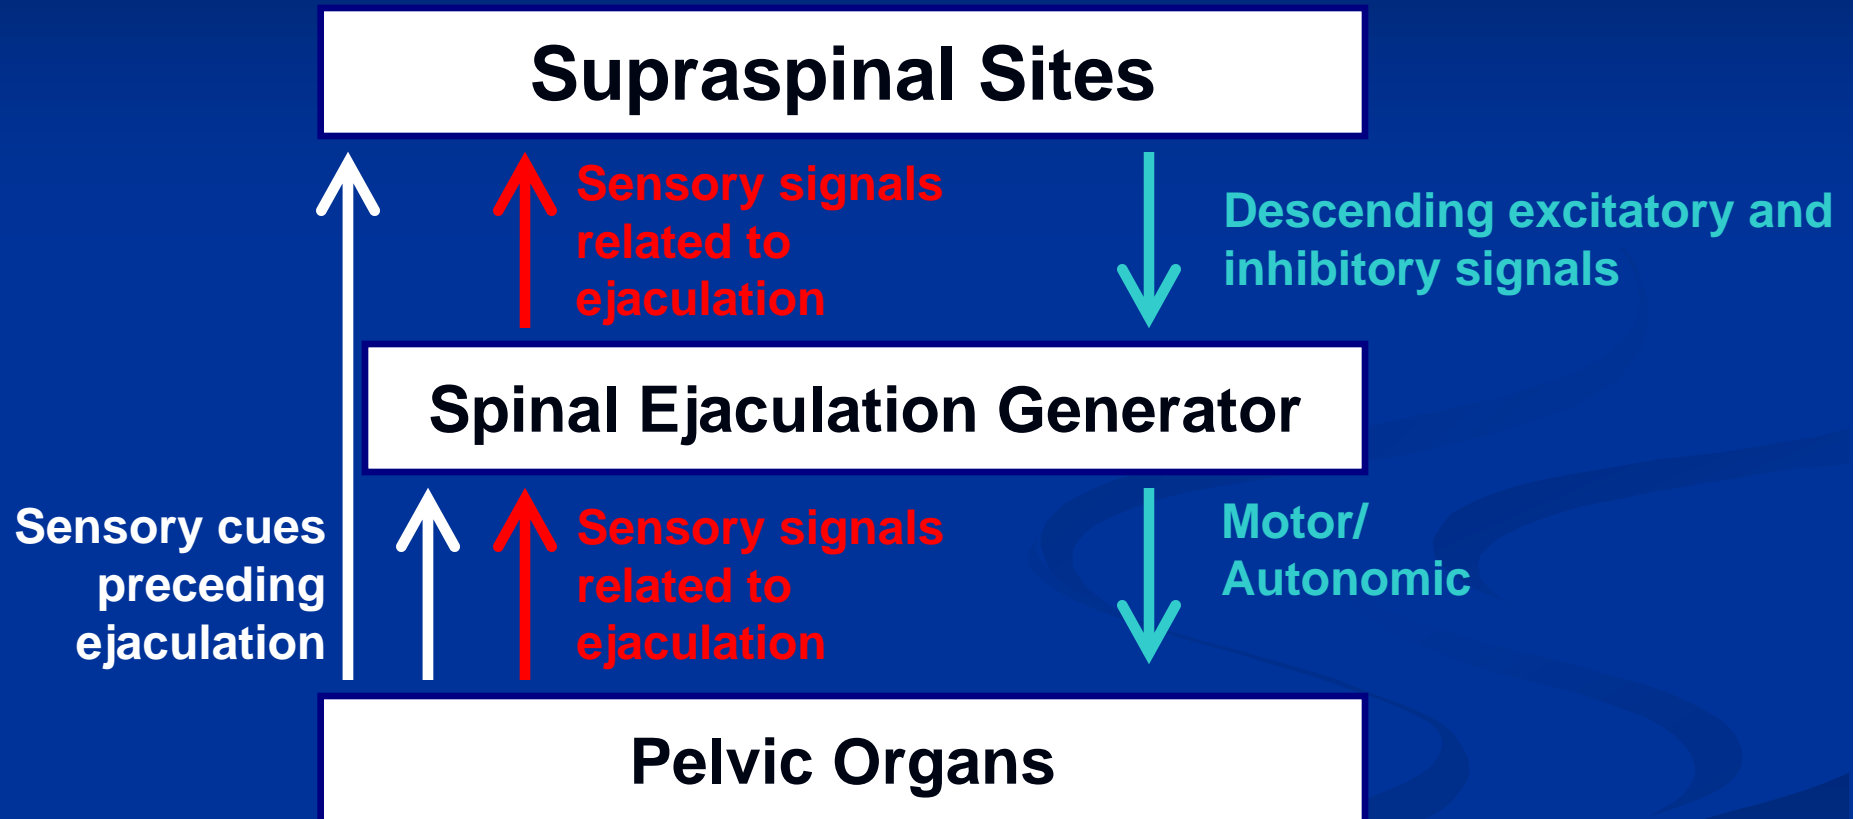 Supraspinal Sites
Sensory signals
related to
ejaculation
Descending excitatory and
inhibitory signals
Spinal Ejaculation Generator
Sensory cues
preceding
ejaculation
Sensory signals
related to
ejaculation
Motor/
Autonomic
Pelvic Organs